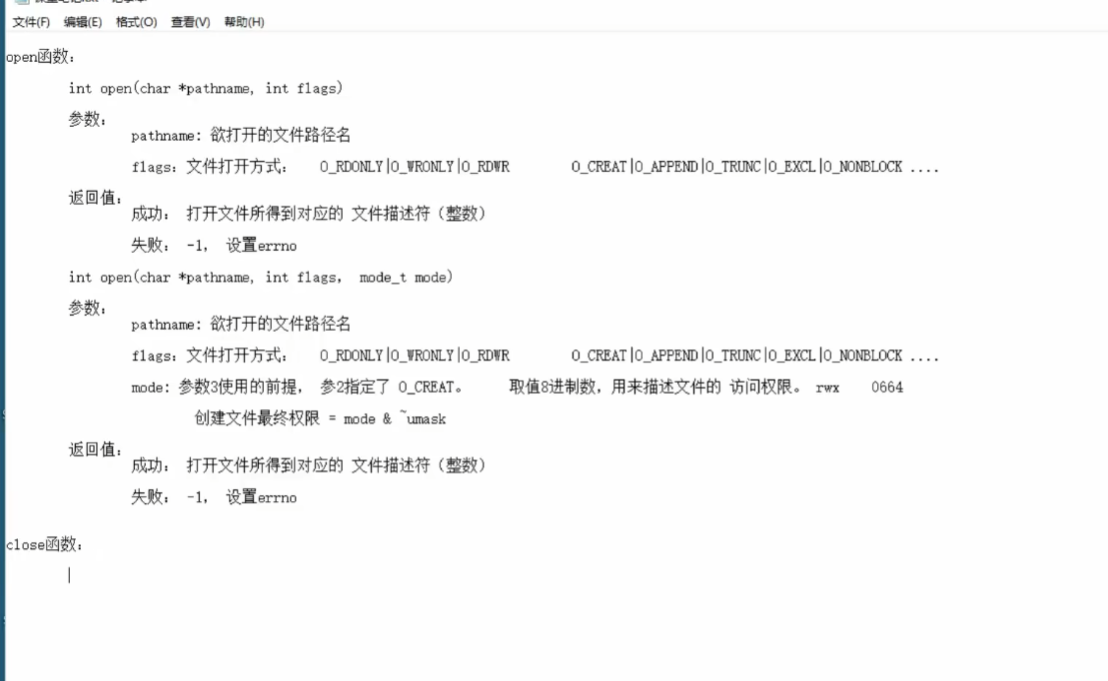 文件(F) 编辑(E) 格式(O) 查看(V) 帮助(H)
open函数：
int open(char *pathname, int flags)
参数：
pathname: 欲打开的文件路径名
flags：文件打开方式： O_RDONLY|O_WRONLY|O_RDWR O_CREAT|O_APPEND|O_TRUNC|O_EXCL|O_NONBLOCK ....
返回值：
成功： 打开文件所得到对应的 文件描述符（整数）
失败： -1， 设置errno
int open(char *pathname, int flags， mode_t mode)
参数：
pathname: 欲打开的文件路径名
flags：文件打开方式： O_RDONLY|O_WRONLY|O_RDWR O_CREAT|O_APPEND|O_TRUNC|O_EXCL|O_NONBLOCK ....
mode: 参数3使用的前提， 参2指定了 O_CREAT。 取值8进制数，用来描述文件的 访问权限。 rwx 0664
创建文件最终权限 = mode & ~umask
返回值：
成功： 打开文件所得到对应的 文件描述符（整数）
失败： -1， 设置errno
close函数：